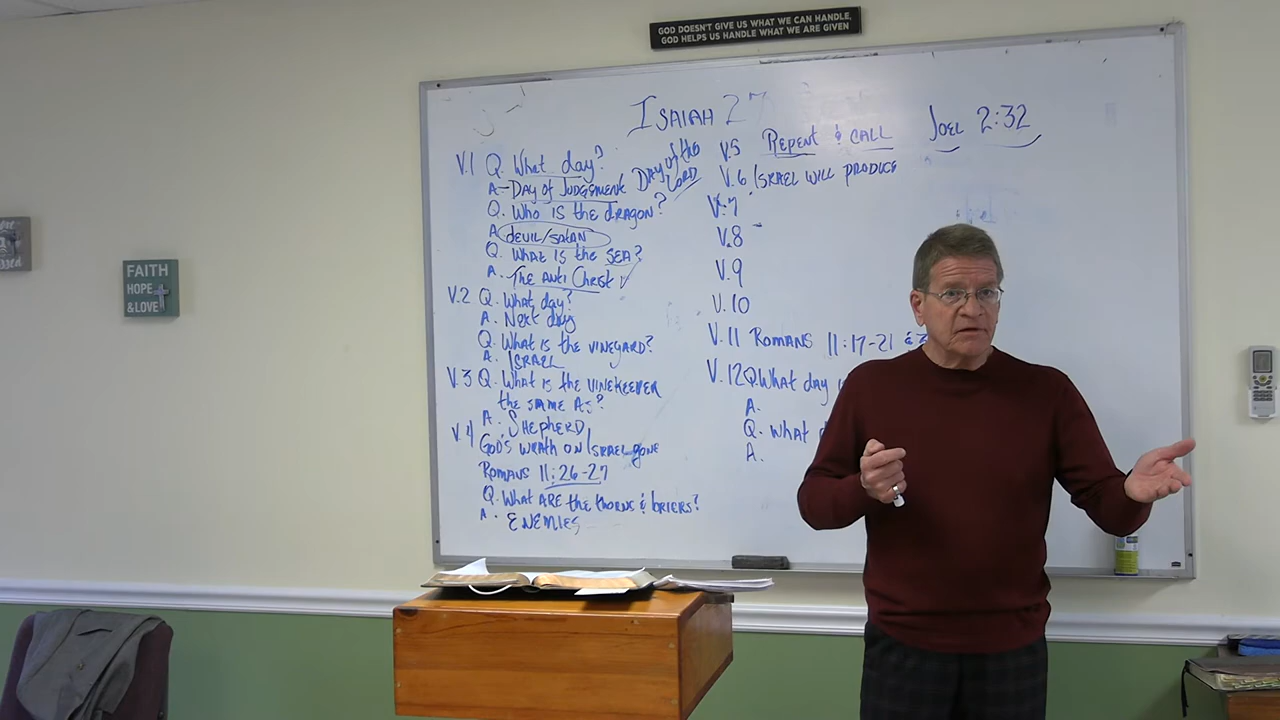 GOD DOESN'T GIVE US WHAT WE CAN HANDLE,
GOD HELPS US HANDLE WHAT WE ARE GIVEN
FAITH
HOPE
& LOVE
ISAIAH 27
V.1 Q. What day?
A-DAY OF JUDGEMENT DAY of the LORD
Q. Who is the dragon?
A devil/satan
Q. What is the SEA?
A. The Anti Christ
V.2 Q. What day?
A. Next day
Q. What is the vineyard?
A. ISRAEL
V.3 Q. What is the vinekeeper
the same As?
A. Shepherd
V.4
God's wrath on Israel gone
Romans 11:26-27
Q. What are the thorns & briers?
A. ENEMIES
V.5 Repent & CALL JOEL 2:32
V.6 ISRAEL WILL PRODUCE
V.7
V.8
V.9
V.10
V.11 Romans 11:17-21 &
V.12 Q. What day
A.
Q. What
A.